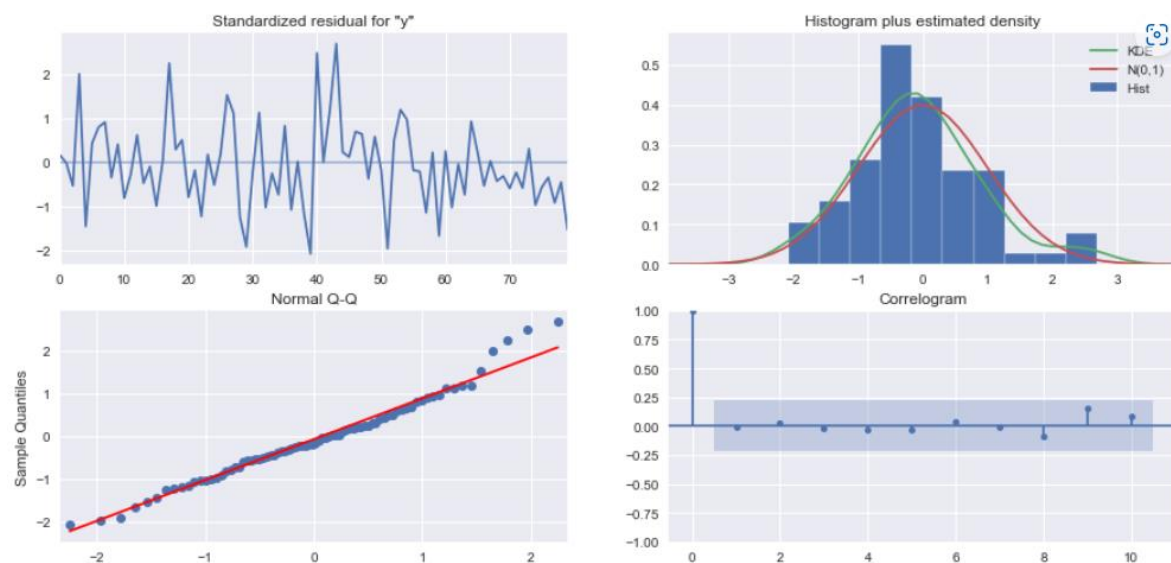 Standardized residual for "y"
2
1
0
−1
−2
0 10 20 30 40 50 60 70
Histogram plus estimated density
KDE
N(0,1)
Hist
0.5
0.4
0.3
0.2
0.1
0.0
−3 −2 −1 0 1 2 3
Normal Q-Q
Sample Quantiles
2
1
0
−1
−2
−2 −1 0 1 2
Correlogram
1.00
0.75
0.50
0.25
0.00
−0.25
−0.50
−0.75
−1.00
0 2 4 6 8 10